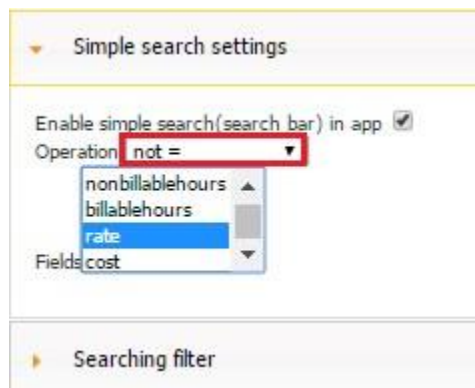 Simple search settings
Enable simple search(search bar) in app
Operation not =
nonbillablehours
billablehours
rate
Fields cost
Searching filter